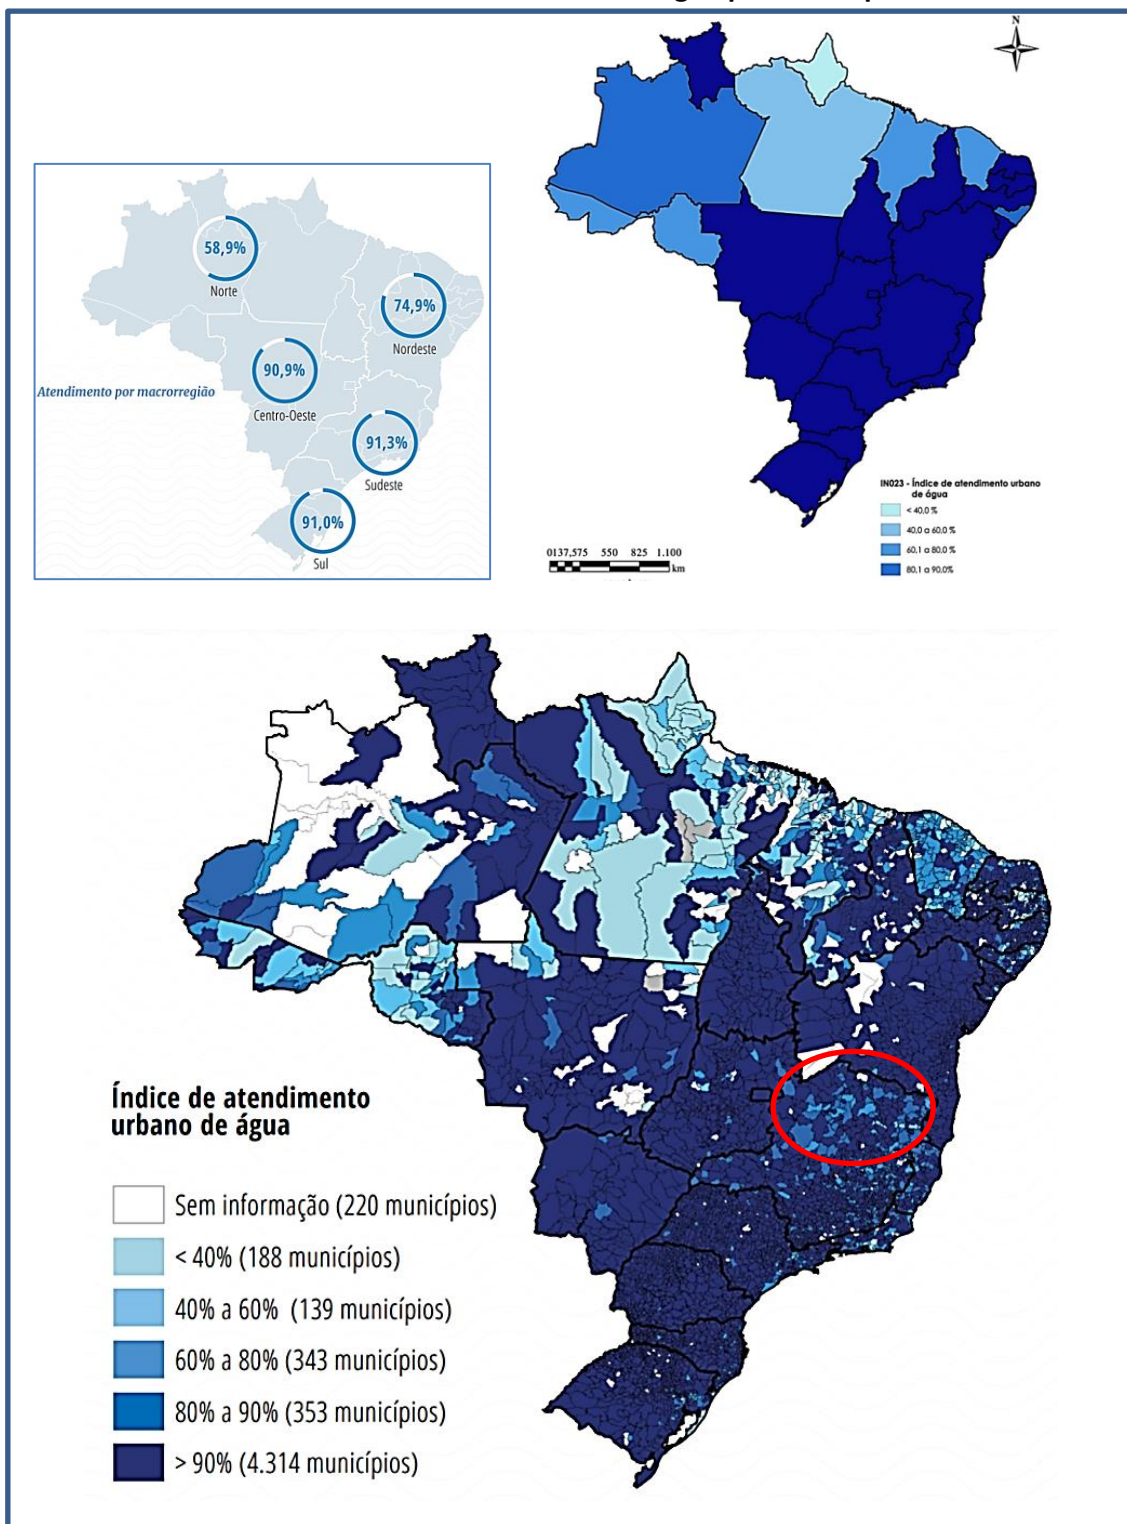 N
58,9%
Norte
74,9%
Nordeste
90,9%
Centro-Oeste
Atendimento por macrorregião
91,3%
Sudeste
91,0%
Sul
IN023 - Índice de atendimento urbano
de água
< 40,0 %
40,0 a 60,0 %
60,1 a 80,0 %
80,1 a 90,0%
0137,575 550 825 1.100
km
Índice de atendimento
urbano de água
Sem informação (220 municípios)
< 40% (188 municípios)
40% a 60% (139 municípios)
60% a 80% (343 municípios)
80% a 90% (353 municípios)
> 90% (4.314 municípios)